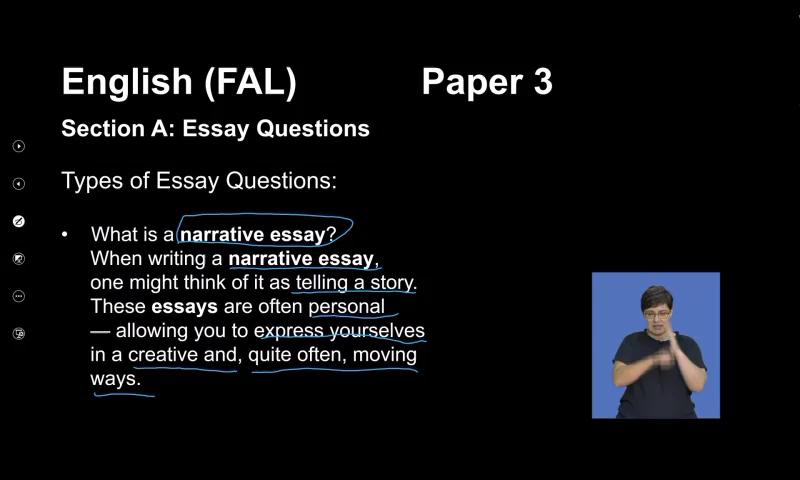 English (FAL) Paper 3
Section A: Essay Questions
Types of Essay Questions:
• What is a narrative essay?
When writing a narrative essay,
one might think of it as telling a story.
These essays are often personal
— allowing you to express yourselves
in a creative and, quite often, moving
ways.